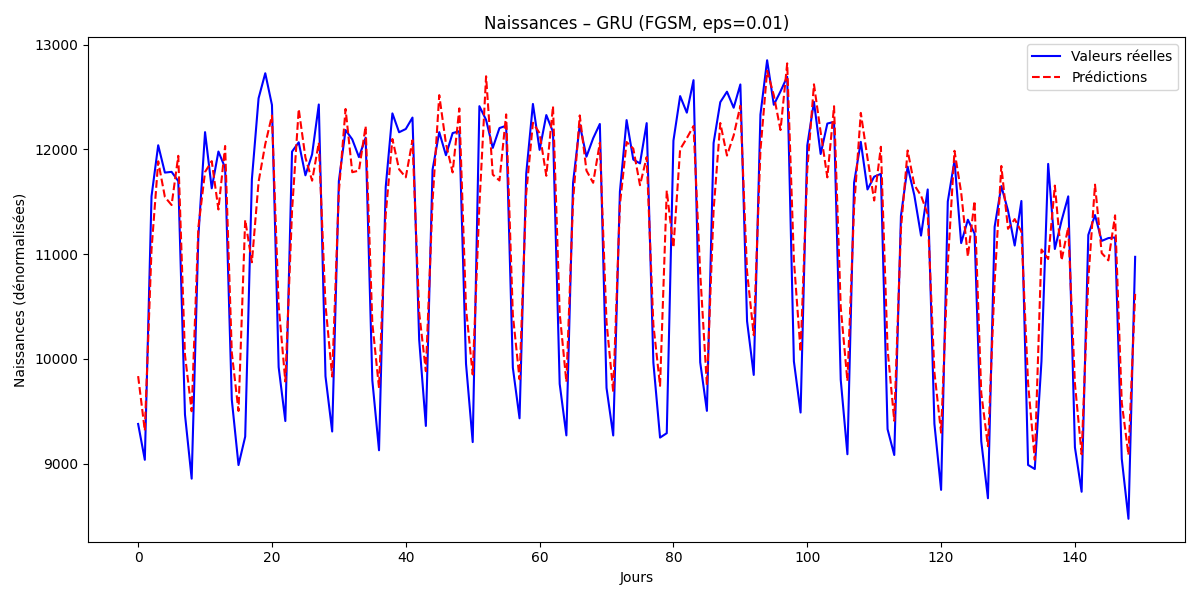 Naissances – GRU (FGSM, eps=0.01)
Valeurs réelles
Prédictions
Naissances (dénormalisées)
13000
12000
11000
10000
9000
0 20 40 60 80 100 120 140
Jours